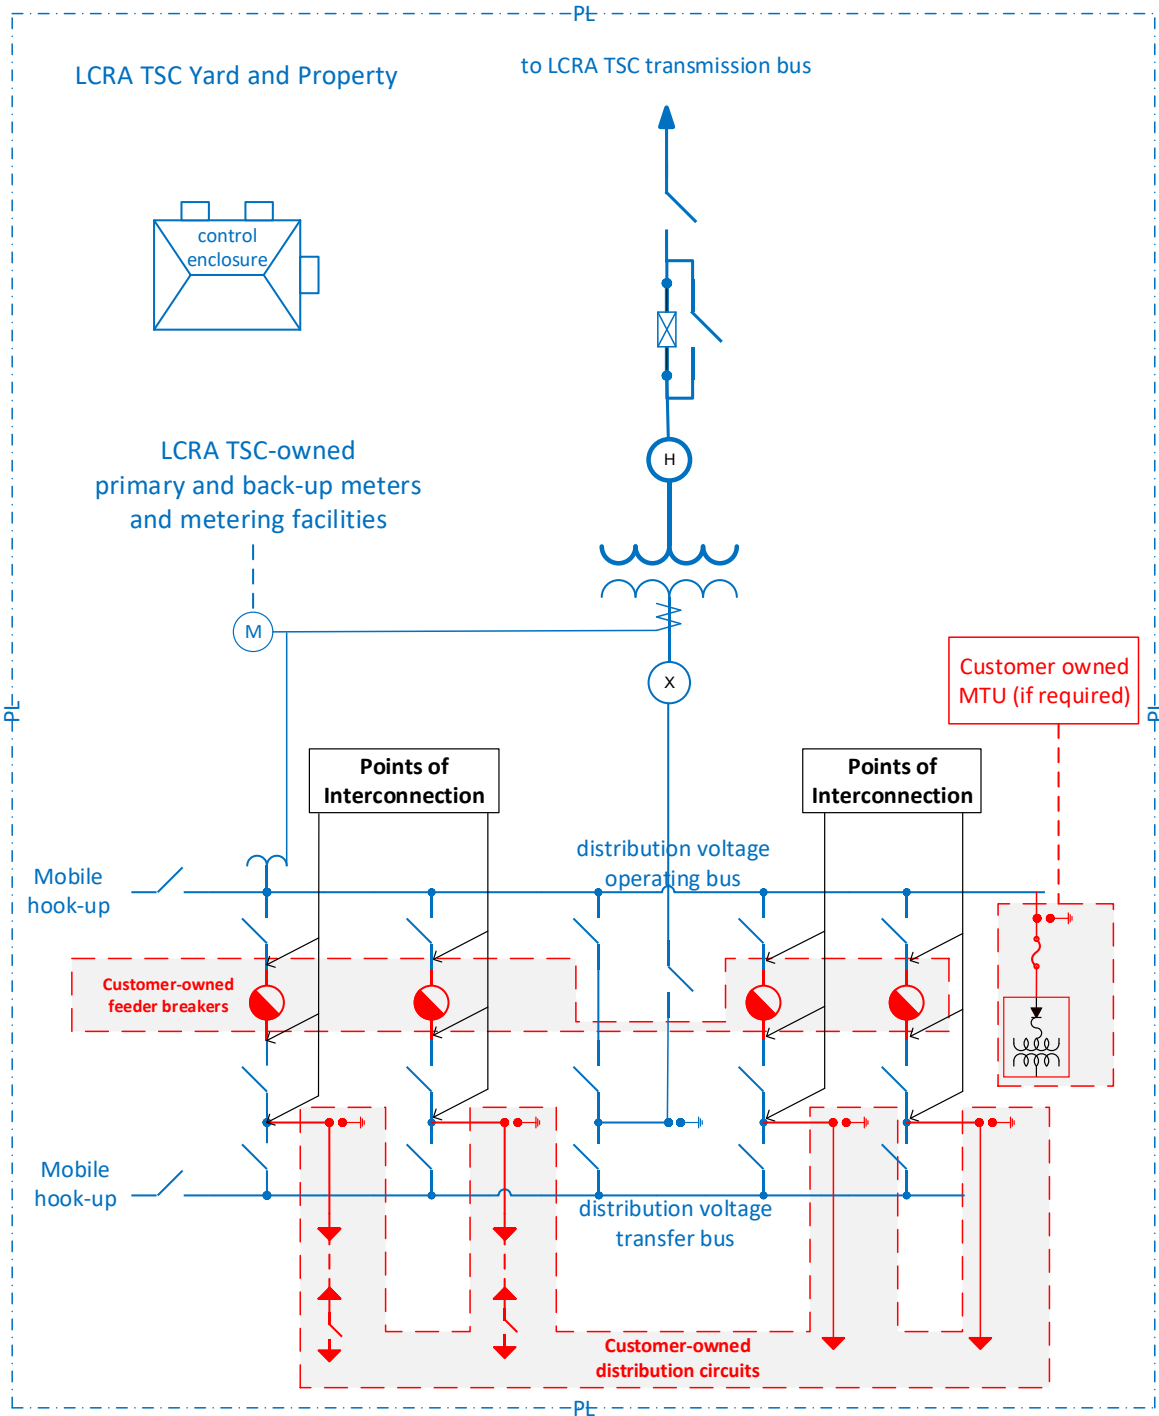 PL
LCRA TSC Yard and Property
to LCRA TSC transmission bus
control
enclosure
LCRA TSC-owned
primary and back-up meters
and metering facilities
H
M
X
Customer owned
MTU (if required)
PL
PL
Points of
Interconnection
Points of
Interconnection
distribution voltage
operating bus
Mobile
hook-up
Customer-owned
feeder breakers
Mobile
hook-up
distribution voltage
transfer bus
Customer-owned
distribution circuits
PL